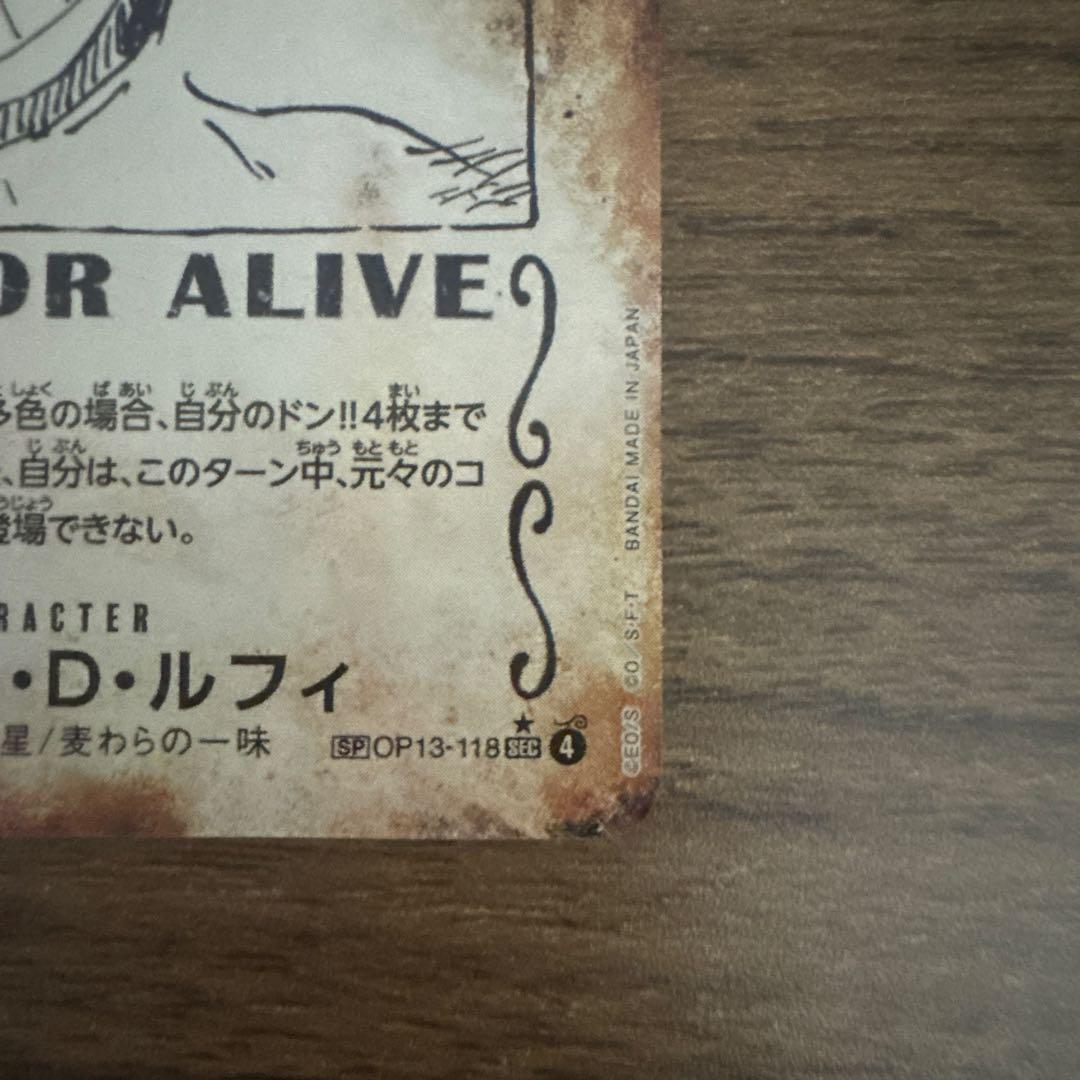 OR ALIVE
色の場合、自分のドン!!4枚まで
、自分は、このターン中、元々のコ
登場できない。
RACTER
・D・ルフィ
星/麦わらの一味
SP OP13-118 SEC 4
©EO/S ©O/S・F・T BANDAI MADE IN JAPAN